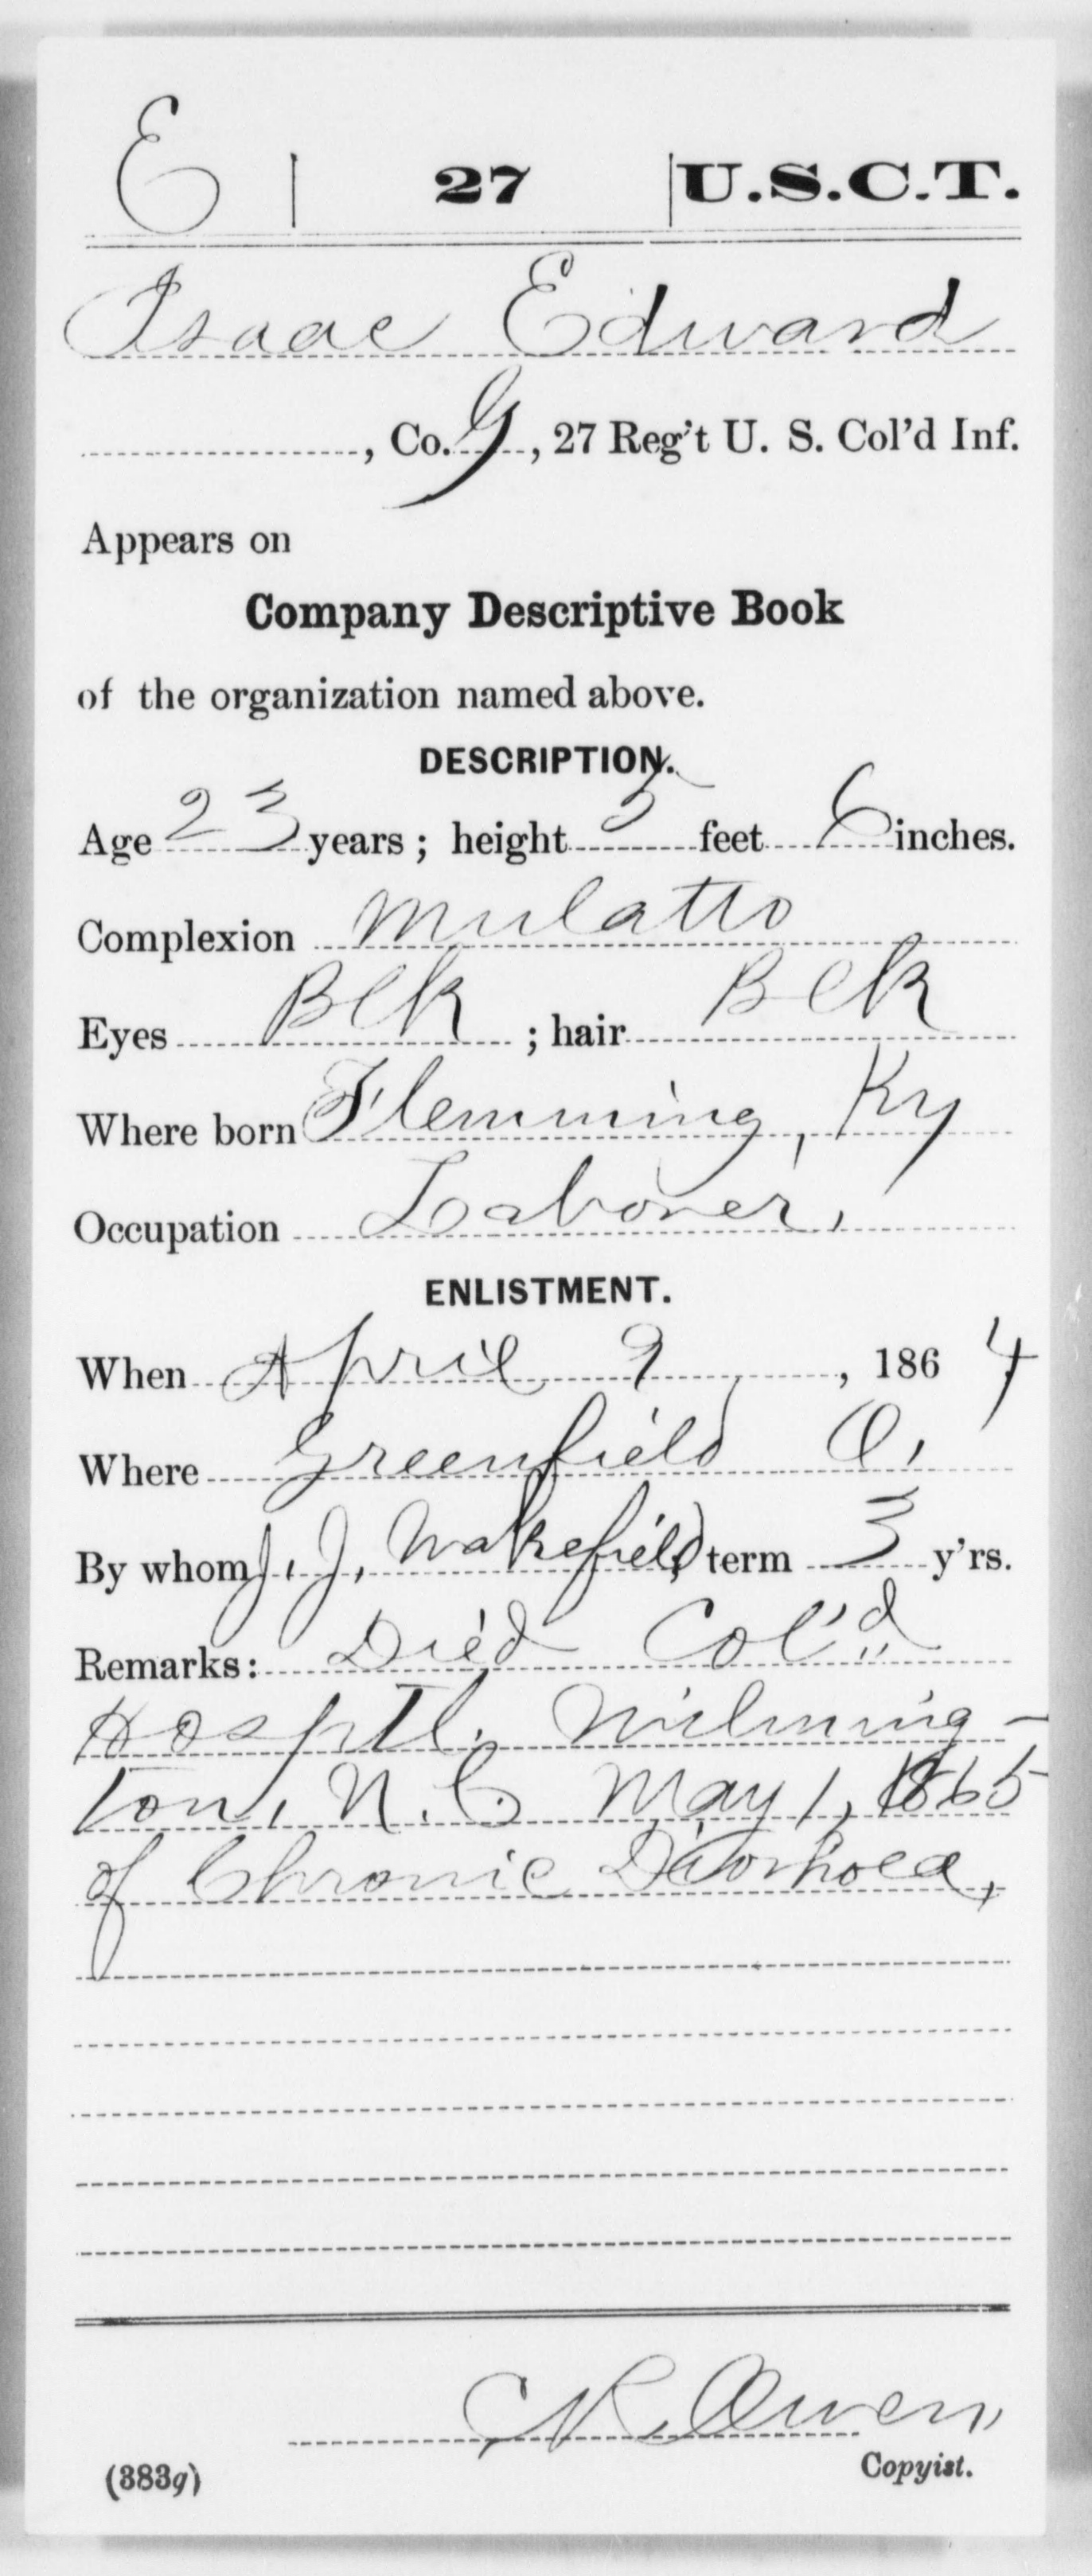 E | 27 | U.S.C.T.
Isaac Edward
, Co. G, 27 Reg't U. S. Col'd Inf.
Appears on
Company Descriptive Book
of the organization named above.
DESCRIPTION.
Age 23 years; height 5 feet 6 inches.
Complexion Mulatto
Eyes Blk; hair Blk
Where born Flemming, Ky
Occupation Laborer,
ENLISTMENT.
When April 9, 1864
Where Greenfield O,
By whom J. J. Wakefield, term 3 y'rs.
Remarks: Died Col'd
Hosptl. Wilming-
ton, N.C. May 1, 1865
of Chronic
C R. Owen,
Copyist.
(383g)